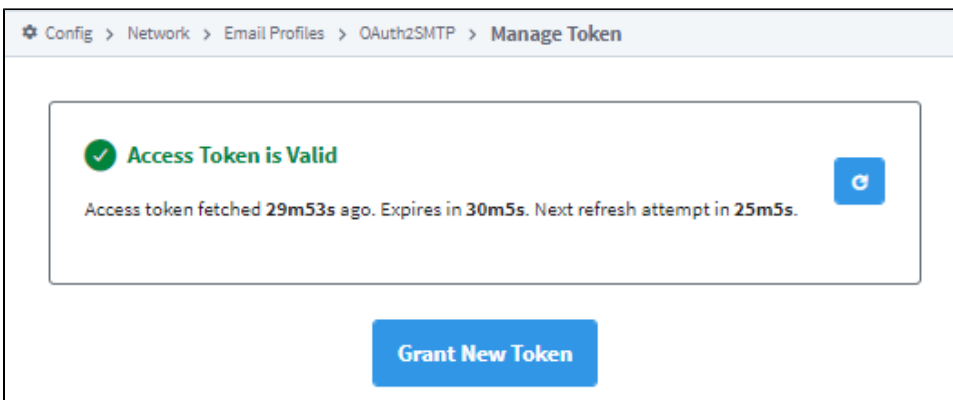 Config > Network > Email Profiles > OAuth2SMTP > Manage Token
Access Token is Valid
Access token fetched 29m53s ago. Expires in 30m5s. Next refresh attempt in 25m5s.
Grant New Token